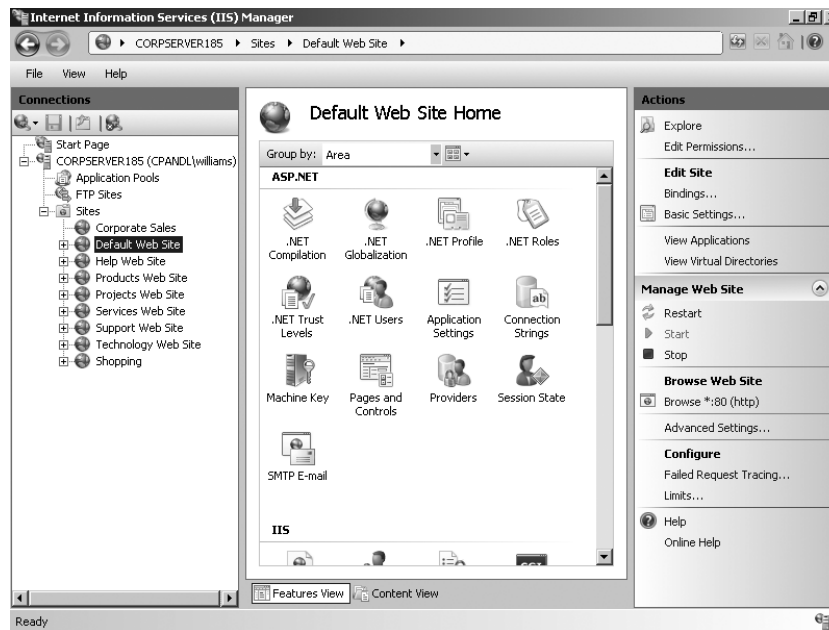 Internet Information Services (IIS) Manager
CORPSERVER185 Sites Default Web Site
File View Help
Connections
Start Page
CORPSERVER185 (CPANDL\williams)
Application Pools
FTP Sites
Sites
Corporate Sales
Default Web Site
Help Web Site
Products Web Site
Projects Web Site
Services Web Site
Support Web Site
Technology Web Site
Shopping
Default Web Site Home
Group by: Area
ASP.NET
.NET Compilation
.NET Globalization
.NET Profile
.NET Roles
.NET Trust Levels
.NET Users
Application Settings
Connection Strings
ab
Machine Key
Pages and Controls
Providers
Session State
SMTP E-mail
IIS
Features View
Content View
Actions
Explore
Edit Permissions...
Edit Site
Bindings...
Basic Settings...
View Applications
View Virtual Directories
Manage Web Site
Restart
Start
Stop
Browse Web Site
Browse *:80 (http)
Advanced Settings...
Configure
Failed Request Tracing...
Limits...
Help
Online Help
Ready